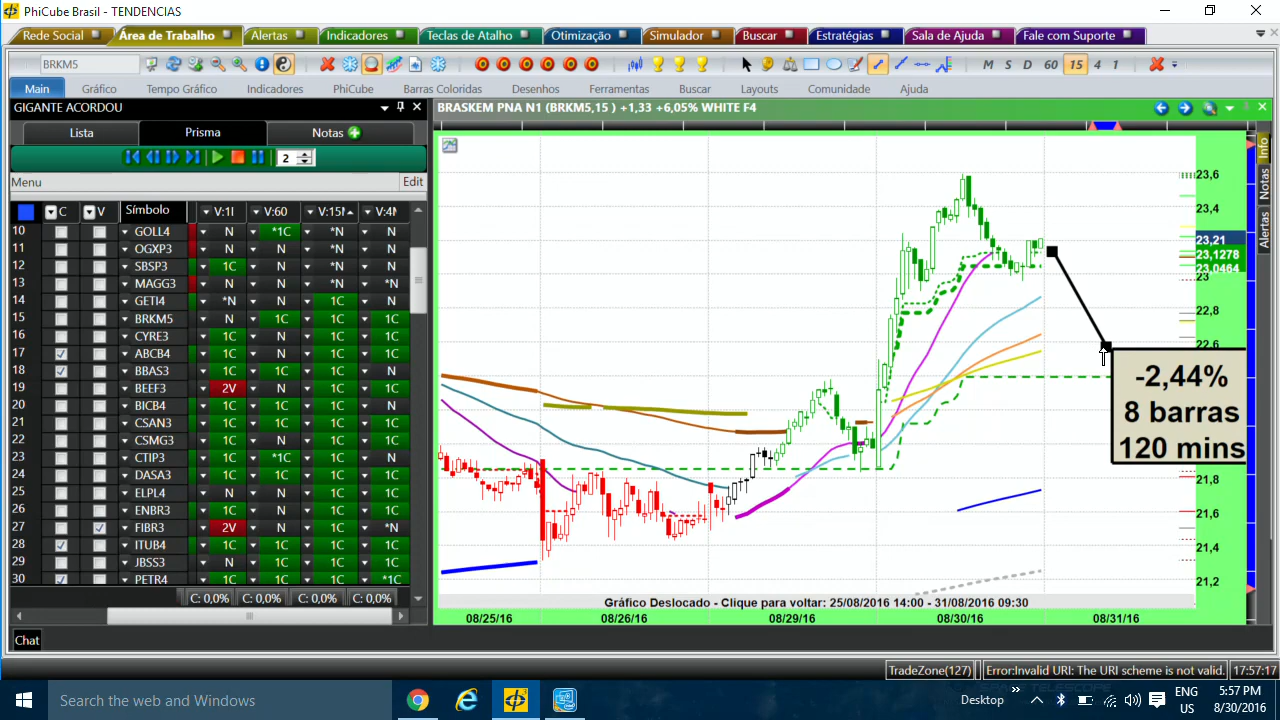 PhiCube Brasil - TENDENCIAS
Rede Social Área de Trabalho Alertas Indicadores Teclas de Atalho Otimização Simulador Buscar Estratégias Sala de Ajuda Fale com Suporte
BRKM5 M S D 60 15 4 1
Main Gráfico Tempo Gráfico Indicadores PhiCube Barras Coloridas Desenhos Ferramentas Buscar Layouts Comunidade Ajuda
GIGANTE ACORDOU
BRASKEM PNA N1 (BRKM5,15 ) +1,33 +6,05% WHITE F4
Lista Prisma Notas
2
Menu Edit
C V Símbolo V:1I V:60 V:15M V:4M
10 GOLL4 N *1C *N N
11 OGXP3 N N *N *N
12 SBSP3 1C N *N N
13 MAGG3 N N *N *N
14 GETI4 *N N 1C N
15 BRKM5 N 1C 1C 1C
16 CYRE3 1C N 1C N
17 ABCB4 1C N 1C 1C
18 BBAS3 1C 1C 1C 1C
19 BEEF3 2V N 1C 1C
20 BICB4 1C 1C 1C N
21 CSAN3 1C 1C 1C 1C
22 CSMG3 1C N 1C 1C
23 CTIP3 1C *1C 1C N
24 DASA3 1C N 1C 1C
25 ELPL4 N N 1C N
26 ENBR3 1C N 1C 1C
27 FIBR3 2V N 1C *N
28 ITUB4 1C 1C 1C 1C
29 JBSS3 N 1C 1C N
30 PETR4 1C 1C 1C *1C
C: 0,0% C: 0,0% C: 0,0% C: 0,0%
23,6
23,4
23,21
23,1278
23,0464
23
22,8
22,6
21,8
21,6
21,4
21,2
-2,44%
8 barras
120 mins
Info
Notas
Alertas
Gráfico Deslocado - Clique para voltar: 25/08/2016 14:00 - 31/08/2016 09:30
08/25/16 08/26/16 08/29/16 08/30/16 08/31/16
Chat
TradeZone(127) Error:Invalid URI: The URI scheme is not valid. 17:57:17
Search the web and Windows
Desktop
ENG
US
5:57 PM
8/30/2016